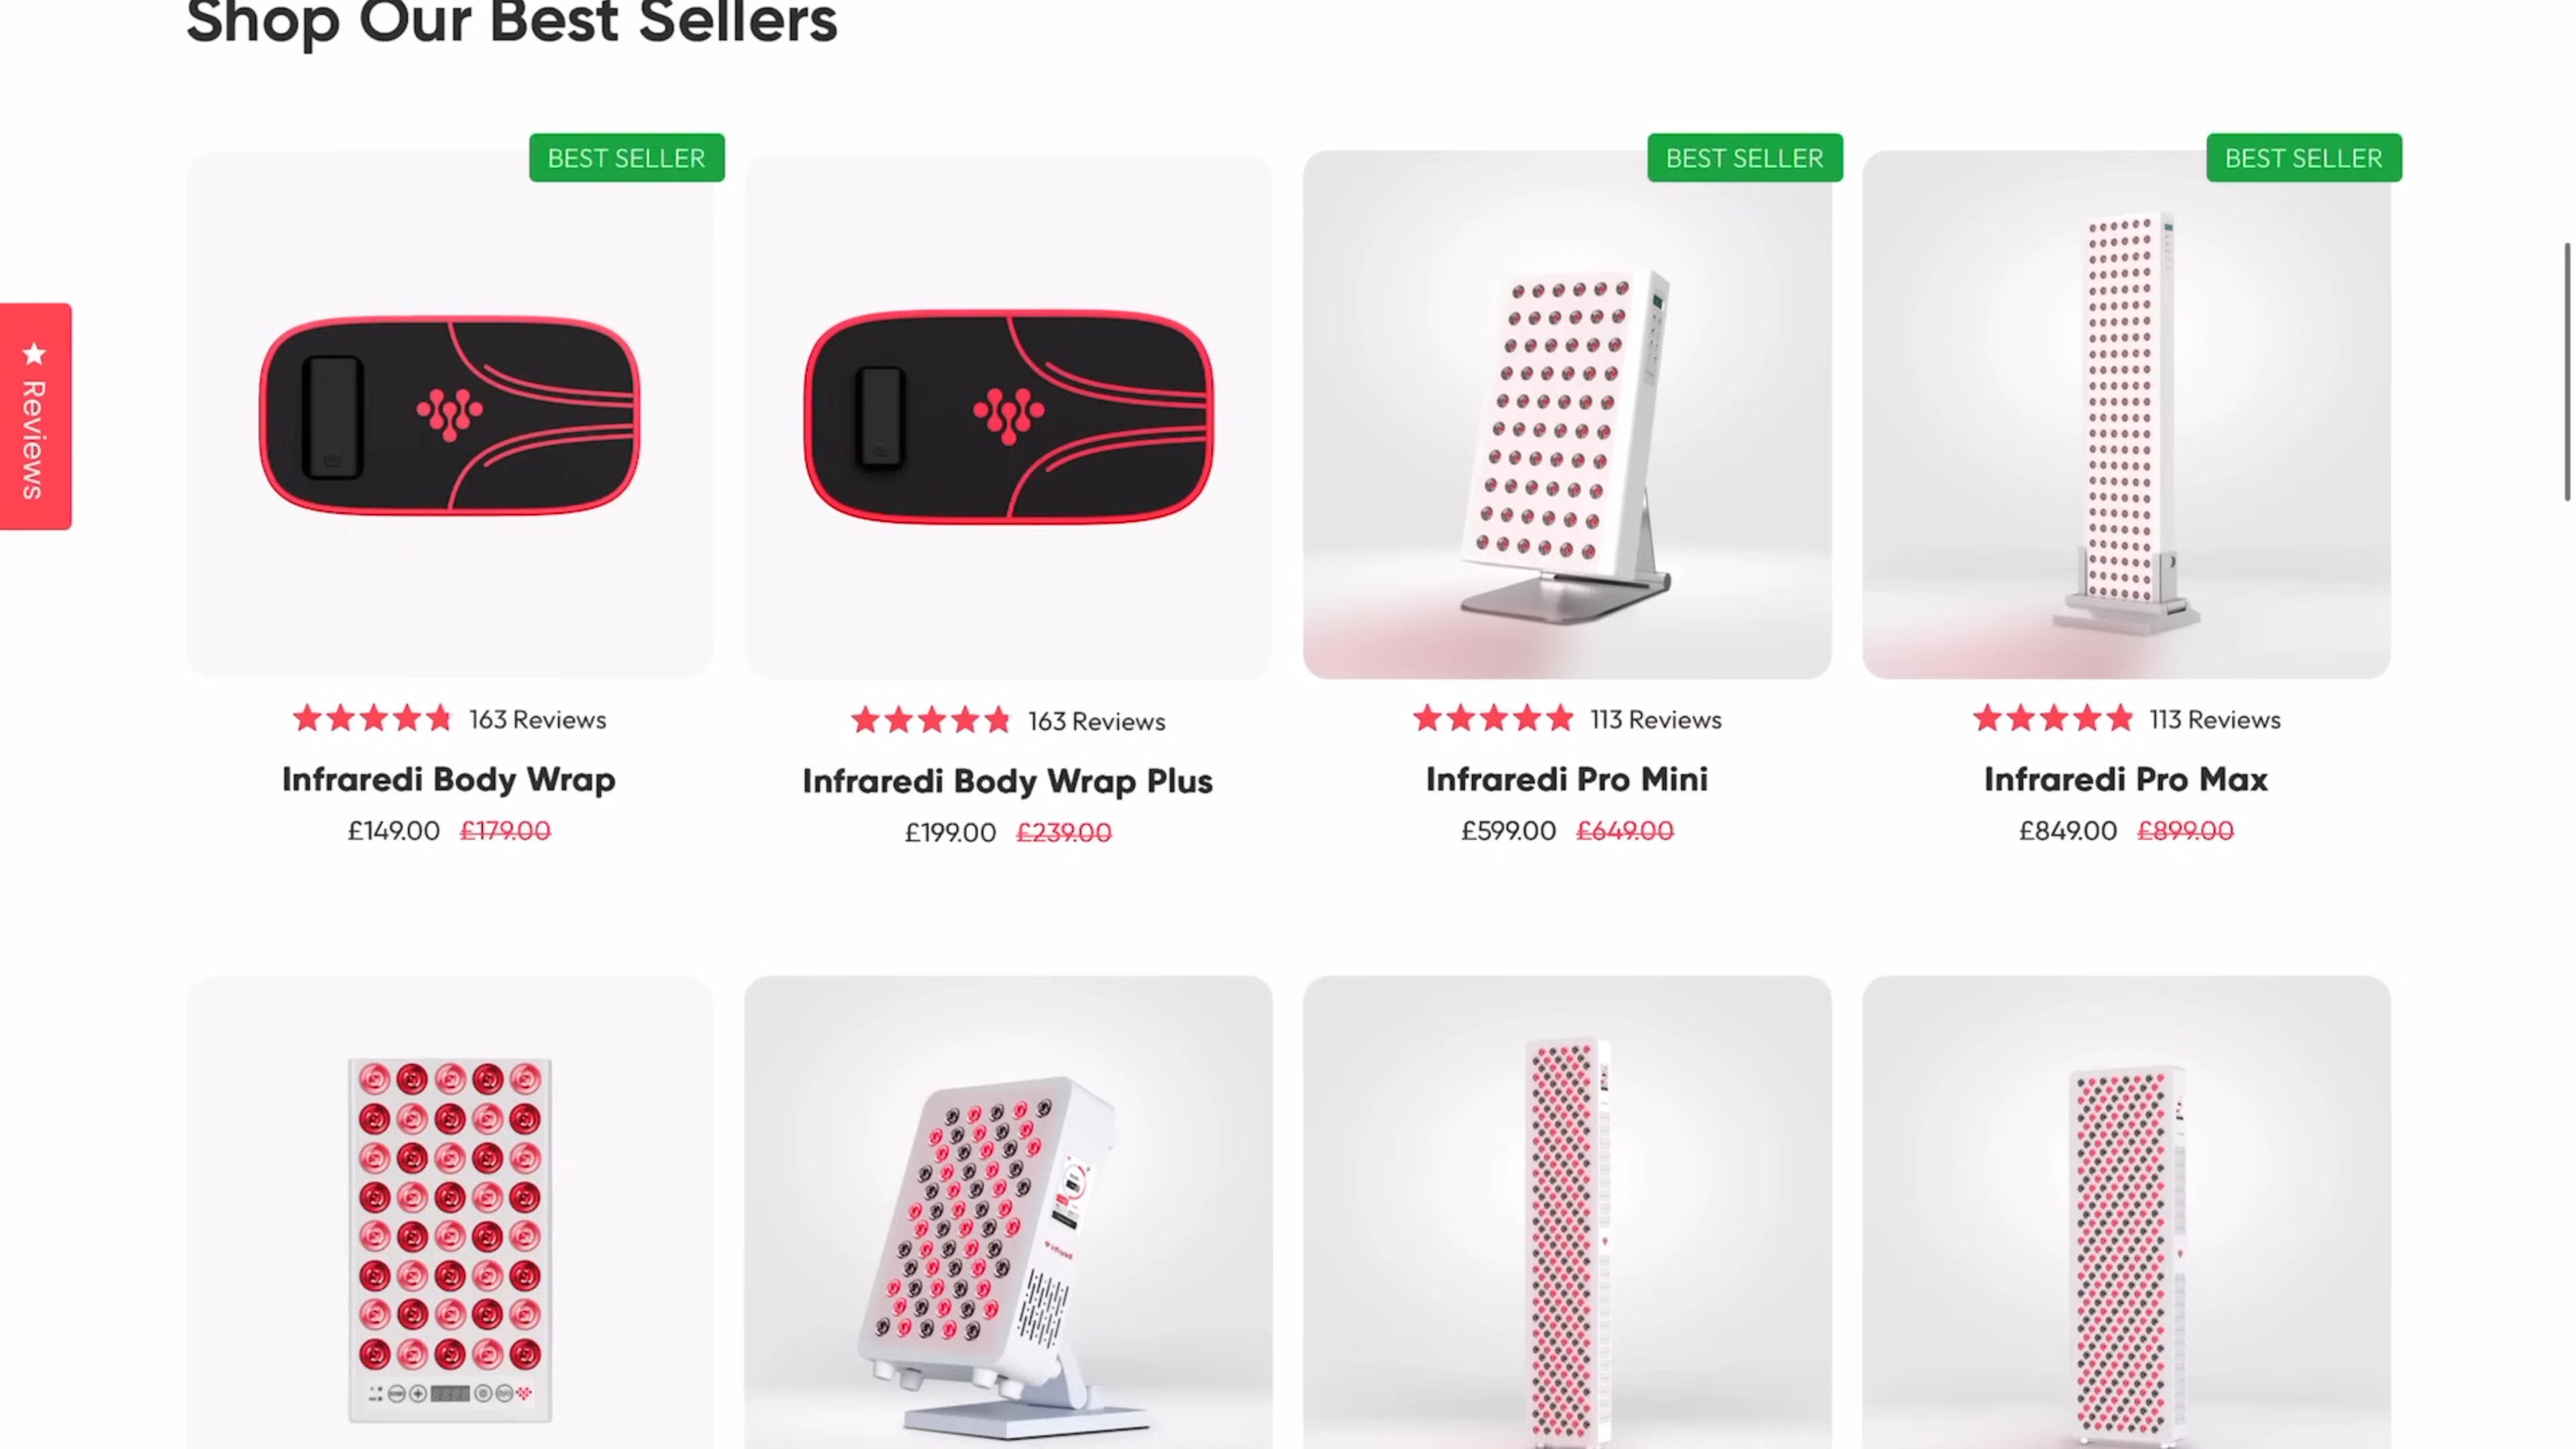 Shop Our Best Sellers
BEST SELLER
BEST SELLER
BEST SELLER
★ Reviews
163 Reviews
163 Reviews
113 Reviews
113 Reviews
Infraredi Body Wrap
Infraredi Body Wrap Plus
Infraredi Pro Mini
Infraredi Pro Max
£149.00 £179.00
£199.00 £239.00
£599.00 £649.00
£849.00 £899.00
infraredi